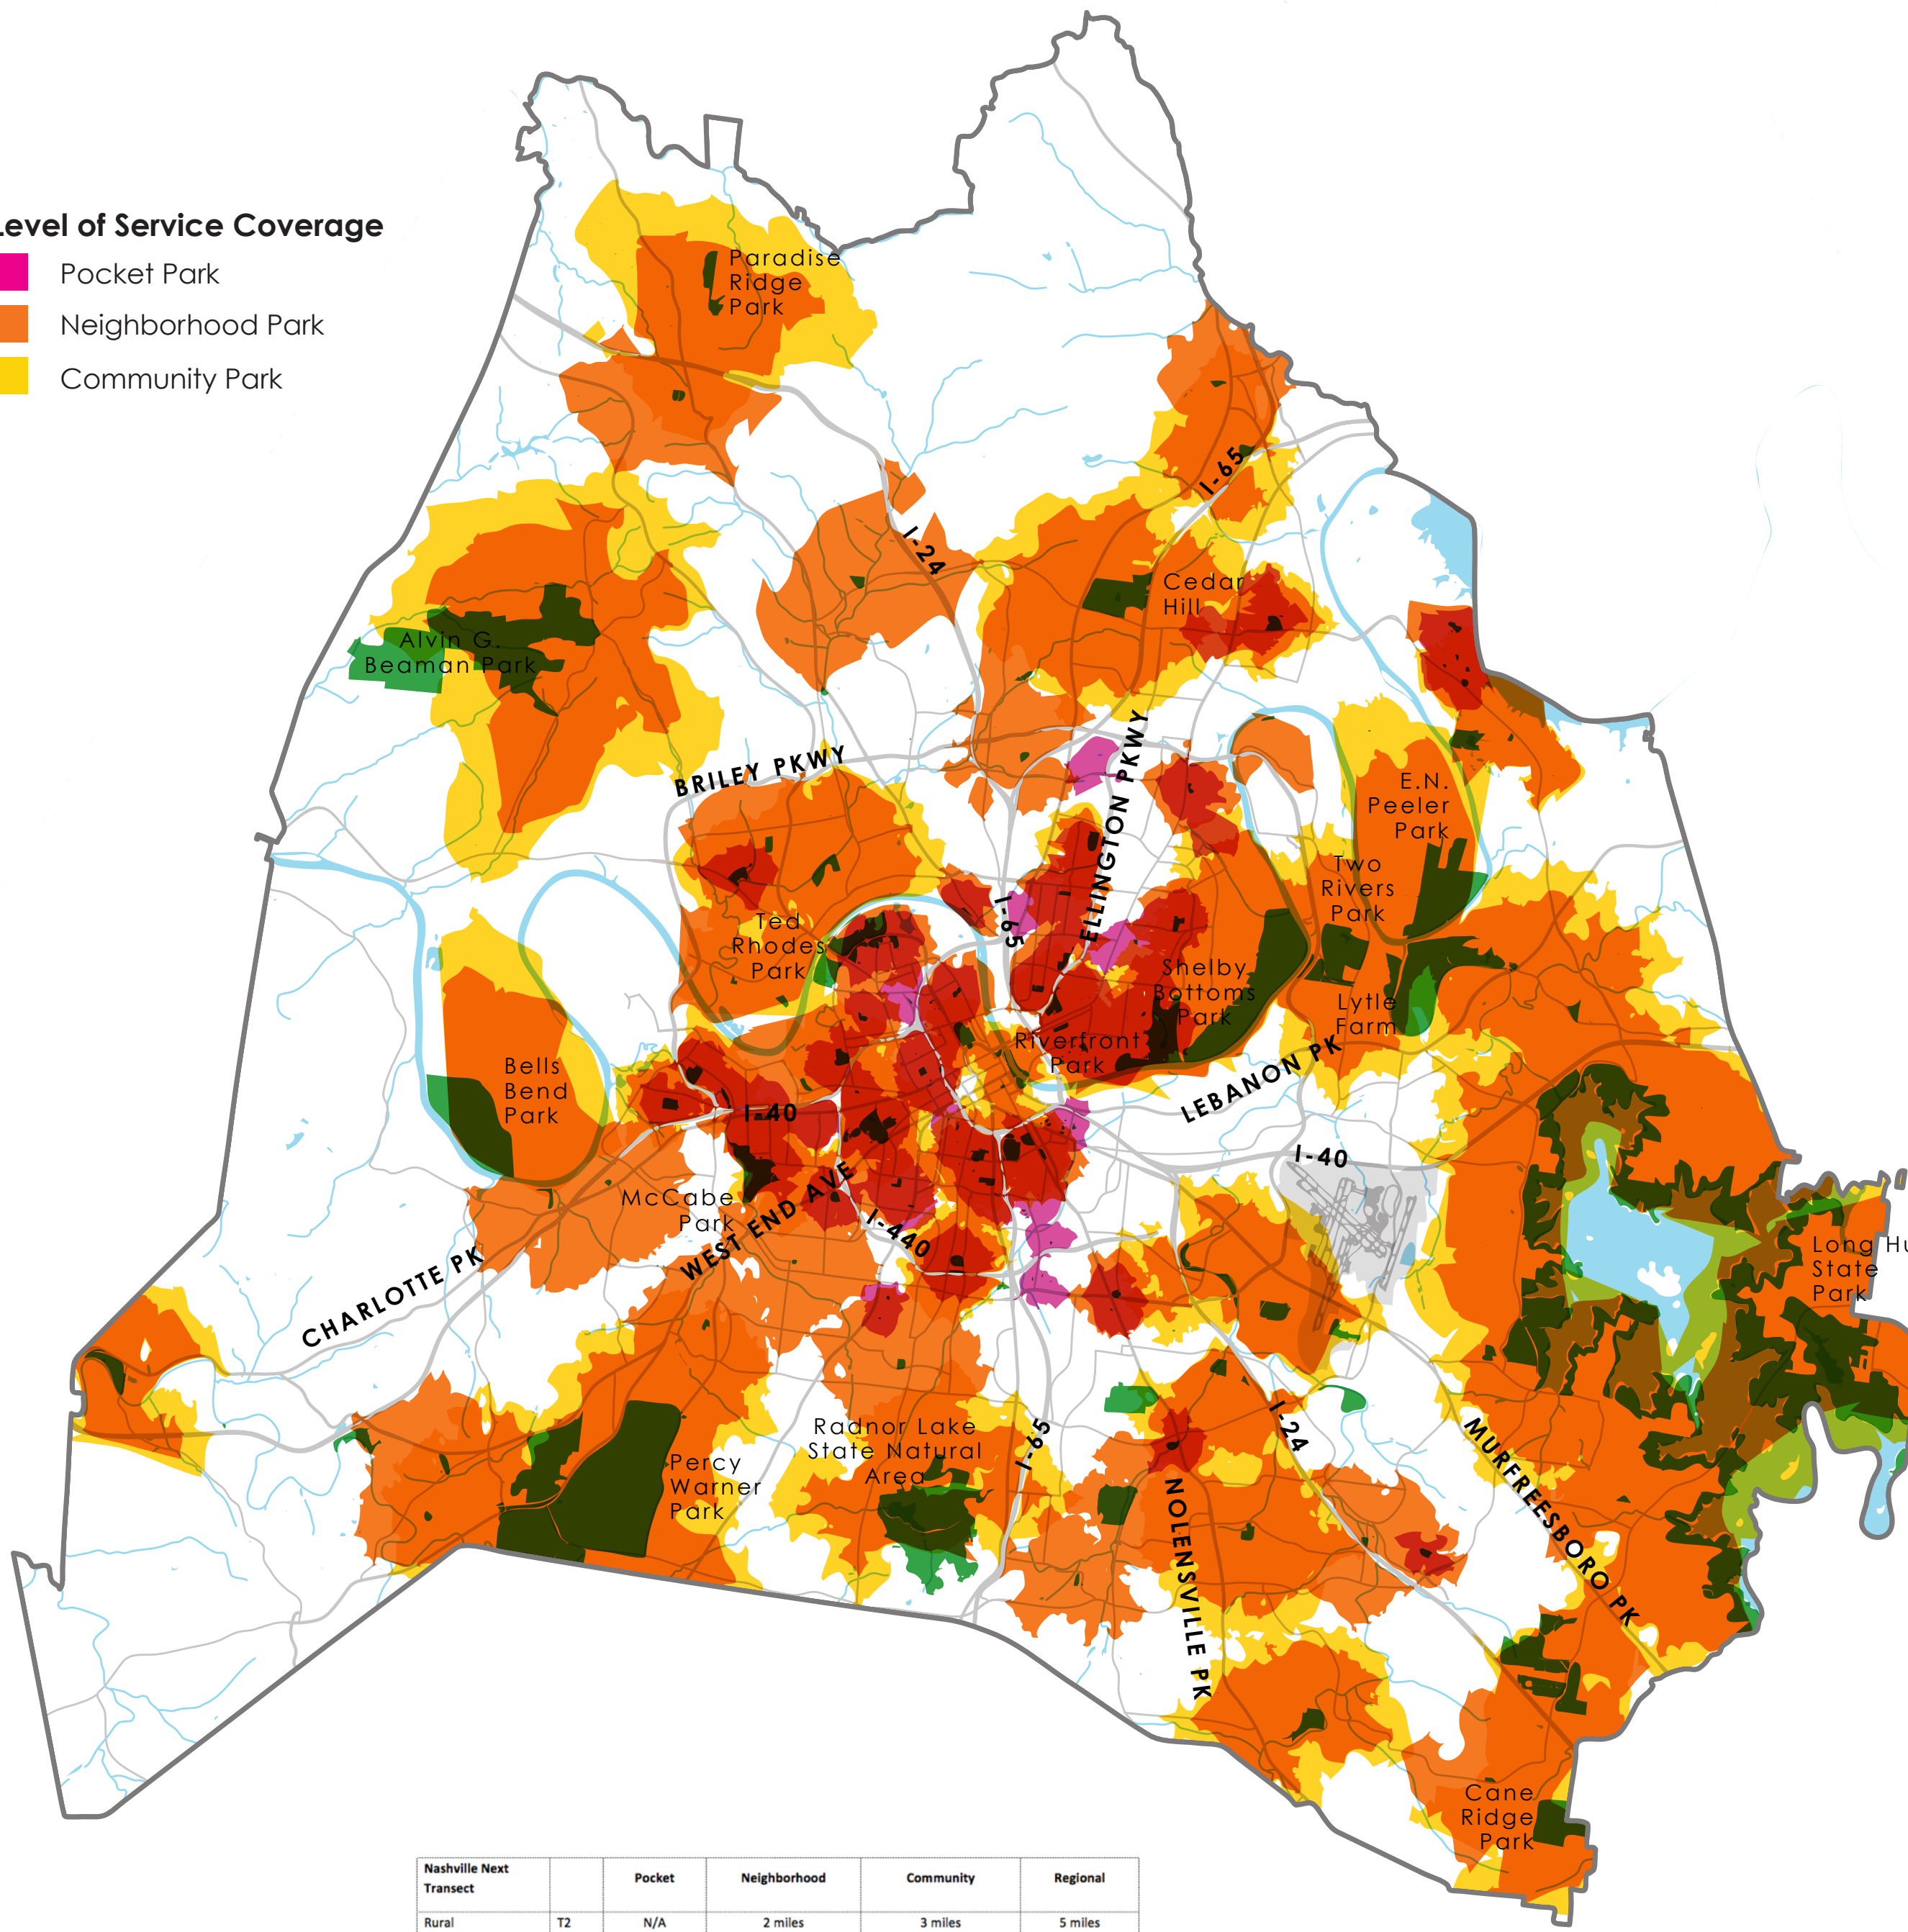 Level of Service Coverage
Pocket Park
Neighborhood Park
Community Park
Paradise
Ridge
Park
I-65
I-24
Cedar
Hill
Alvin G.
Beaman Park
BRILEY PKWY
ELLINGTON PKWY
E.N.
Peeler
Park
Two
Rivers
Park
I-65
Ted
Rhodes
Park
Shelby
Bottoms
Park
Lytle
Farm
Riverfront
Park
Bells
Bend
Park
LEBANON PK
I-40
I-40
McCabe
Park
WEST END AVE
I-440
CHARLOTTE PK
Long Hu
State
Park
Radnor Lake
State Natural
Area
I-65
I-24
Percy
Warner
Park
MURFREESBORO PK
NOLENSVILLE PK
Cane
Ridge
Park
Nashville Next
Transect
Pocket
Neighborhood
Community
Regional
Rural T2 N/A 2 miles 3 miles 5 miles